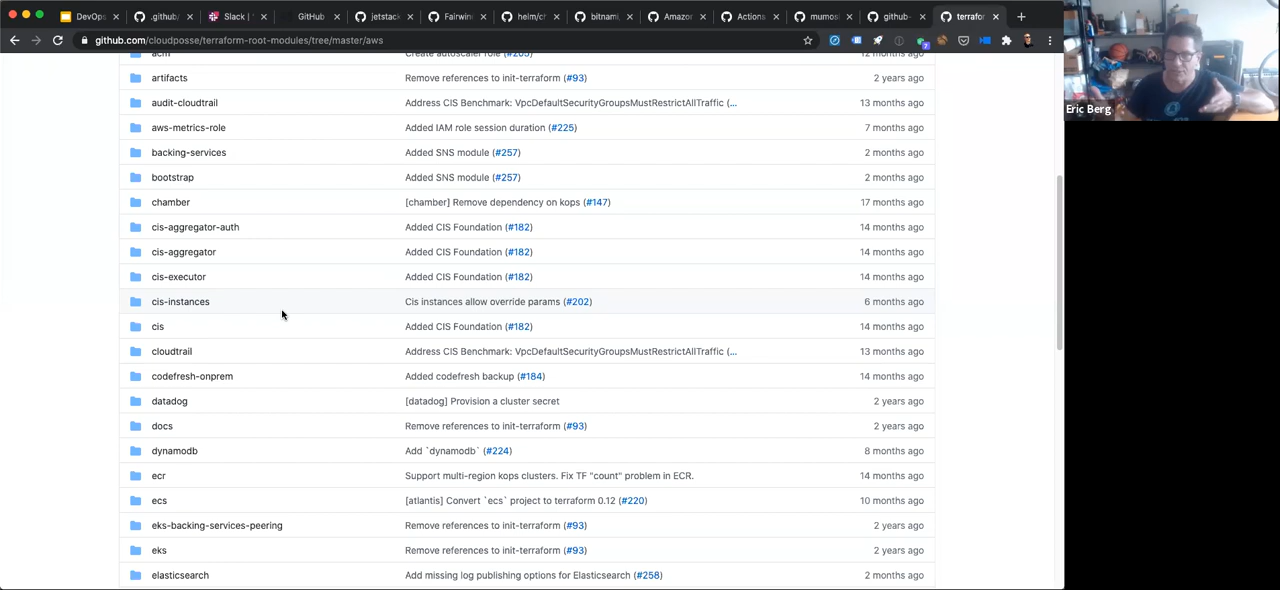 DevOps
.github/
Slack |
GitHub
jetstack
Fairwin
helm/c
bitnami,
Amazor
Actions
mumos
github-
terrafor
github.com/cloudposse/terraform-root-modules/tree/master/aws
7
Eric Berg
acm Create autoscaler role (#205) 12 months ago
artifacts Remove references to init-terraform (#93) 2 years ago
audit-cloudtrail Address CIS Benchmark: VpcDefaultSecurityGroupsMustRestrictAllTraffic (... 13 months ago
aws-metrics-role Added IAM role session duration (#225) 7 months ago
backing-services Added SNS module (#257) 2 months ago
bootstrap Added SNS module (#257) 2 months ago
chamber [chamber] Remove dependency on kops (#147) 17 months ago
cis-aggregator-auth Added CIS Foundation (#182) 14 months ago
cis-aggregator Added CIS Foundation (#182) 14 months ago
cis-executor Added CIS Foundation (#182) 14 months ago
cis-instances Cis instances allow override params (#202) 6 months ago
cis Added CIS Foundation (#182) 14 months ago
cloudtrail Address CIS Benchmark: VpcDefaultSecurityGroupsMustRestrictAllTraffic (... 13 months ago
codefresh-onprem Added codefresh backup (#184) 14 months ago
datadog [datadog] Provision a cluster secret 2 years ago
docs Remove references to init-terraform (#93) 2 years ago
dynamodb Add `dynamodb` (#224) 8 months ago
ecr Support multi-region kops clusters. Fix TF "count" problem in ECR. 14 months ago
ecs [atlantis] Convert `ecs` project to terraform 0.12 (#220) 10 months ago
eks-backing-services-peering Remove references to init-terraform (#93) 2 years ago
eks Remove references to init-terraform (#93) 2 years ago
elasticsearch Add missing log publishing options for Elasticsearch (#258) 2 months ago